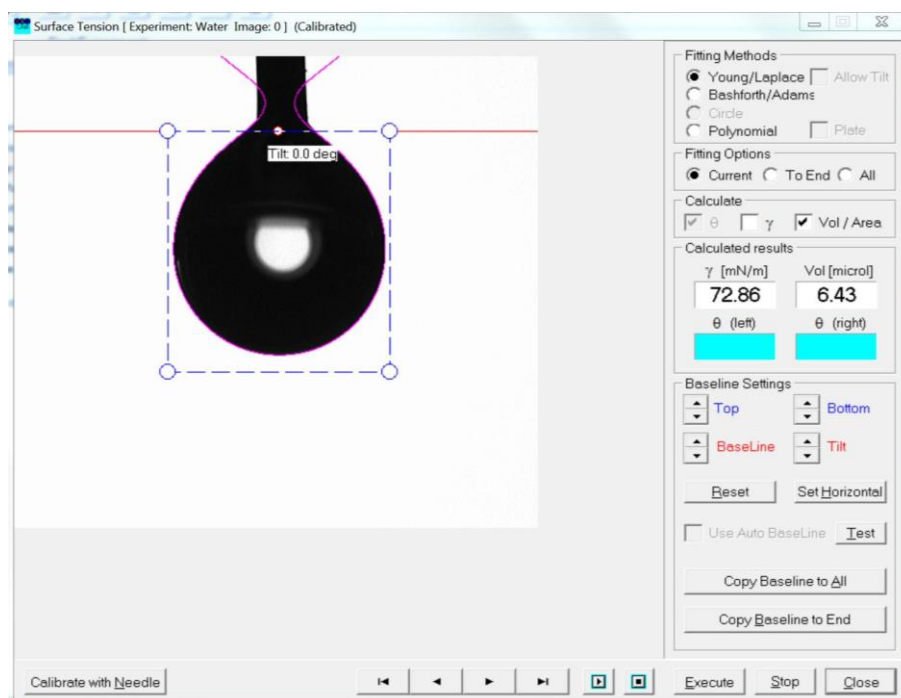 Surface Tension [ Experiment: Water Image: 0 ] (Calibrated)
Tilt: 0.0 deg
Fitting Methods
Young/Laplace Allow Tilt
Bashforth/Adams
Circle
Polynomial Plate
Fitting Options
Current To End All
Calculate
θ γ Vol / Area
Calculated results
γ [mN/m] Vol [microl]
72.86 6.43
θ (left) θ (right)
Baseline Settings
Top Bottom
BaseLine Tilt
Reset Set Horizontal
Use Auto BaseLine Test
Copy Baseline to All
Copy Baseline to End
Calibrate with Needle Execute Stop Close